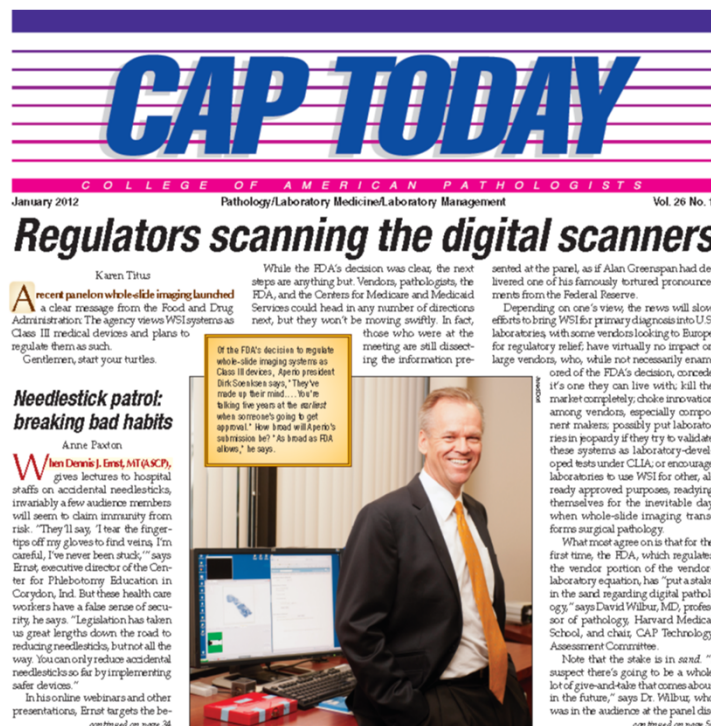 CAP TODAY
COLLEGE OF AMERICAN PATHOLOGISTS
January 2012
Pathology/Laboratory Medicine/Laboratory Management
Vol. 26 No. 1
Regulators scanning the digital scanners
Karen Titus
A recent panel on whole-slide imaging launched
a clear message from the Food and Drug
Administration: The agency views WSI systems as
Class III medical devices and plans to
regulate them as such.
Gentlemen, start your turtles.
While the FDA's decision was clear, the next
steps are anything but. Vendors, pathologists, the
FDA, and the Centers for Medicare and Medicaid
Services could head in any number of directions
next, but they won't be moving swiftly. In fact,
those who were at the
meeting are still dissect-
ing the information pre-
sented at the panel, as if Alan Greenspan had de
livered one of his famously tortured pronounce
ments from the Federal Reserve.
Depending on one's view, the news will slow
efforts to bring WSI for primary diagnosis into U.S
laboratories, with some vendors looking to Europe
for regulatory relief; have virtually no impact on
large vendors, who, while not necessarily enam
ored of the FDA's decision, concede
it's one they can live with; kill the
market completely; choke innovation
among vendors, especially compo
nent makers; possibly put laborato
ries in jeopardy if they try to validate
these systems as laboratory-devel
oped tests under CLIA; or encourage
laboratories to use WSI for other, al
ready approved purposes, readying
themselves for the inevitable day
when whole-slide imaging trans
forms surgical pathology.
What most agree on is that for the
first time, the FDA, which regulates
the vendor portion of the vendor-
laboratory equation, has "put a stake
in the sand regarding digital pathol
ogy," says David Wilbur, MD, profes
sor of pathology, Harvard Medical
School, and chair, CAP Technology
Assessment Committee.
Note that the stake is in sand. "I
suspect there's going to be a whole
lot of give-and-take that comes about
in the future," says Dr. Wilbur, who
was in the audience at the panel dis
continued on page
Of the FDA's decision to regulate
whole-slide imaging systems as
Class III devices, Aperio president
Dirk Soenksen says, "They've
made up their mind.... You're
talking five years at the earliest
when someone's going to get
approval." How broad will Aperio's
submission be? "As broad as FDA
allows," he says.
Needlestick patrol:
breaking bad habits
Anne Paxton
When Dennis J. Ernst, MT(ASCP),
gives lectures to hospital
staffs on accidental needlesticks,
invariably a few audience members
will seem to claim immunity from
risk. "They'll say, 'I tear the finger-
tips off my gloves to find veins, I'm
careful, I've never been stuck,'" says
Ernst, executive director of the Cen-
ter for Phlebotomy Education in
Corydon, Ind. But these health care
workers have a false sense of secu-
rity, he says. "Legislation has taken
us great lengths down the road to
reducing needlesticks, but not all the
way. You can only reduce accidental
needlesticks so far by implementing
safer devices."
In his online webinars and other
presentations, Ernst targets the be-
continued on page 34